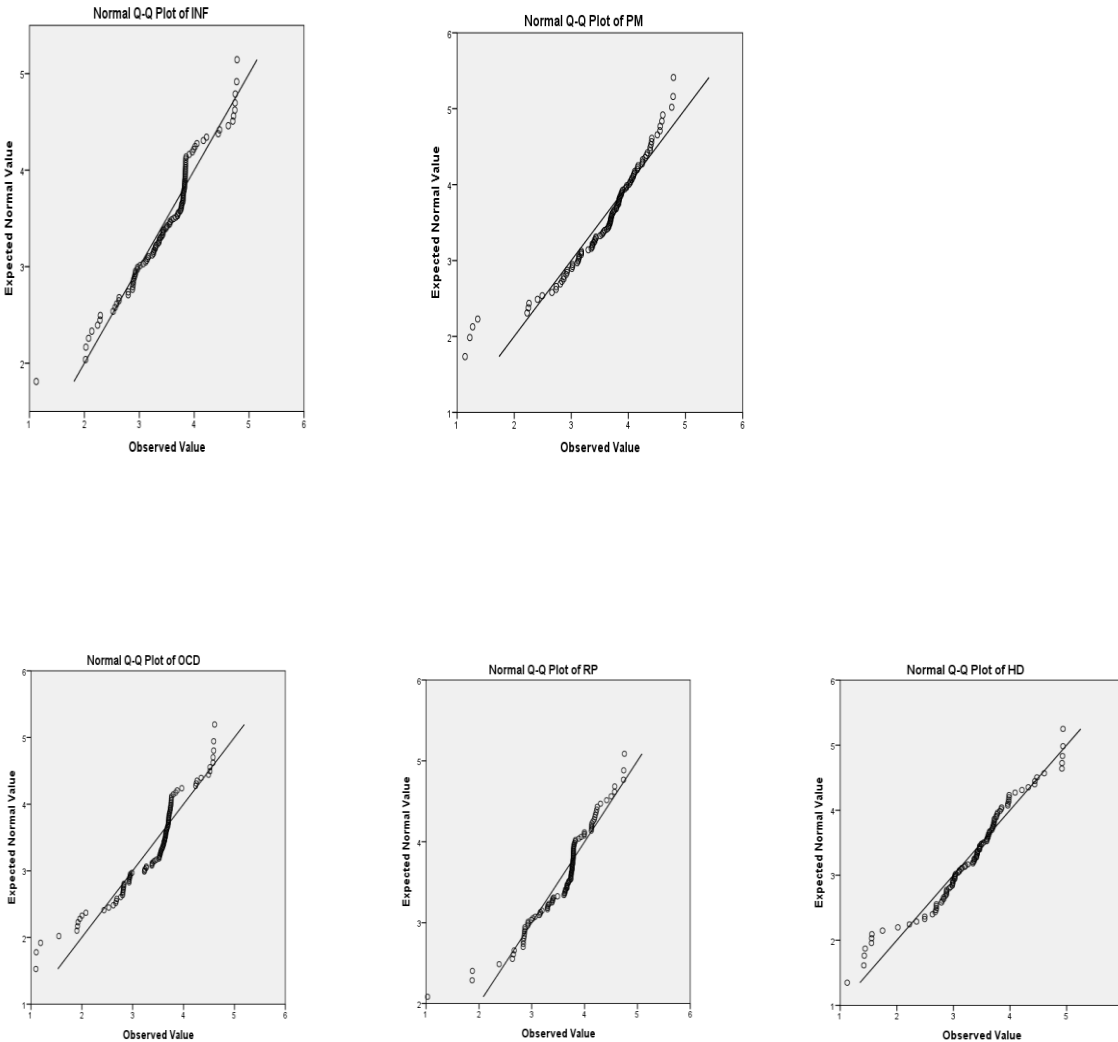 Normal Q-Q Plot of INF
Expected Normal Value
5
4
3
2
1 2 3 4 5 6
Observed Value
Normal Q-Q Plot of PM
Expected Normal Value
6
5
4
3
2
1
1 2 3 4 5 6
Observed Value
Normal Q-Q Plot of OCD
Expected Normal Value
6
5
4
3
2
1
1 2 3 4 5 6
Observed Value
Normal Q-Q Plot of RP
Expected Normal Value
6
5
4
3
2
1 2 3 4 5 6
Observed Value
Normal Q-Q Plot of HD
Expected Normal Value
6
5
4
3
2
1
1 2 3 4 5
Observed Value